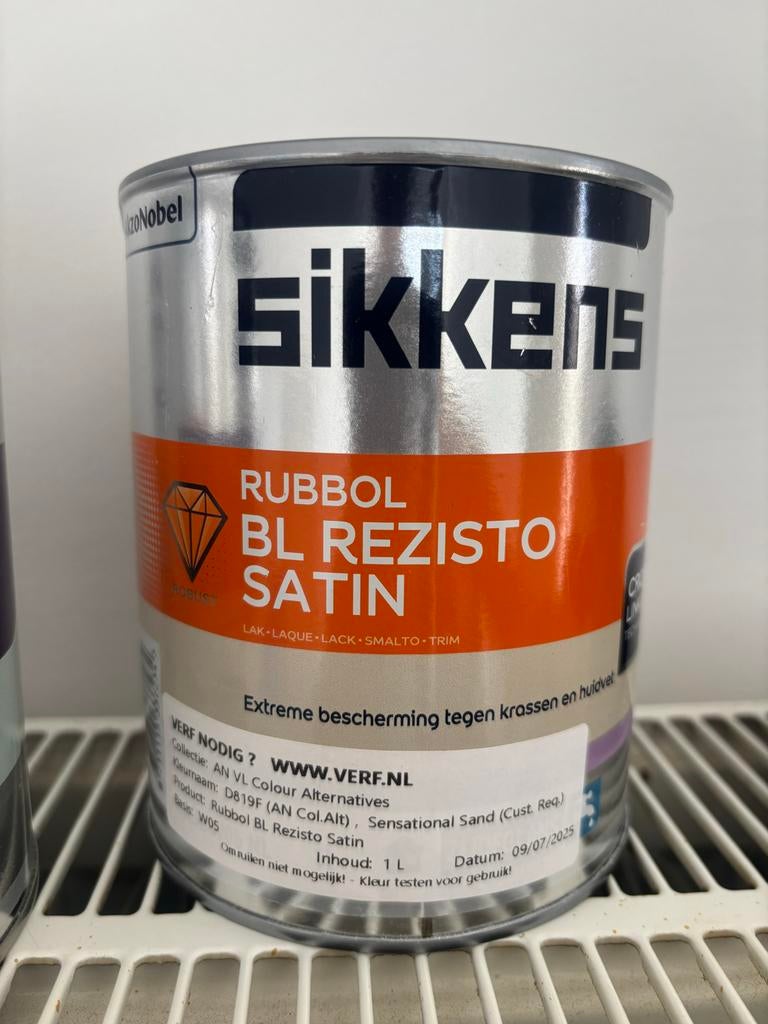 AkzoNobel
sikkens
RUBBOL
BL REZISTO
SATIN
ROBUST
LAK • LAQUE • LACK • SMALTO • TRIM
Extreme bescherming tegen krassen en huidvet
VERF NODIG ? WWW.VERF.NL
Collectie: AN VL Colour Alternatives
Kleurnaam: D819F (AN Col.Alt) , Sensational Sand (Cust. Req.)
Product: Rubbol BL Rezisto Satin
Basis: W05
Inhoud: 1 L Datum: 09/07/2025
Omruilen niet mogelijk! - Kleur testen voor gebruik!